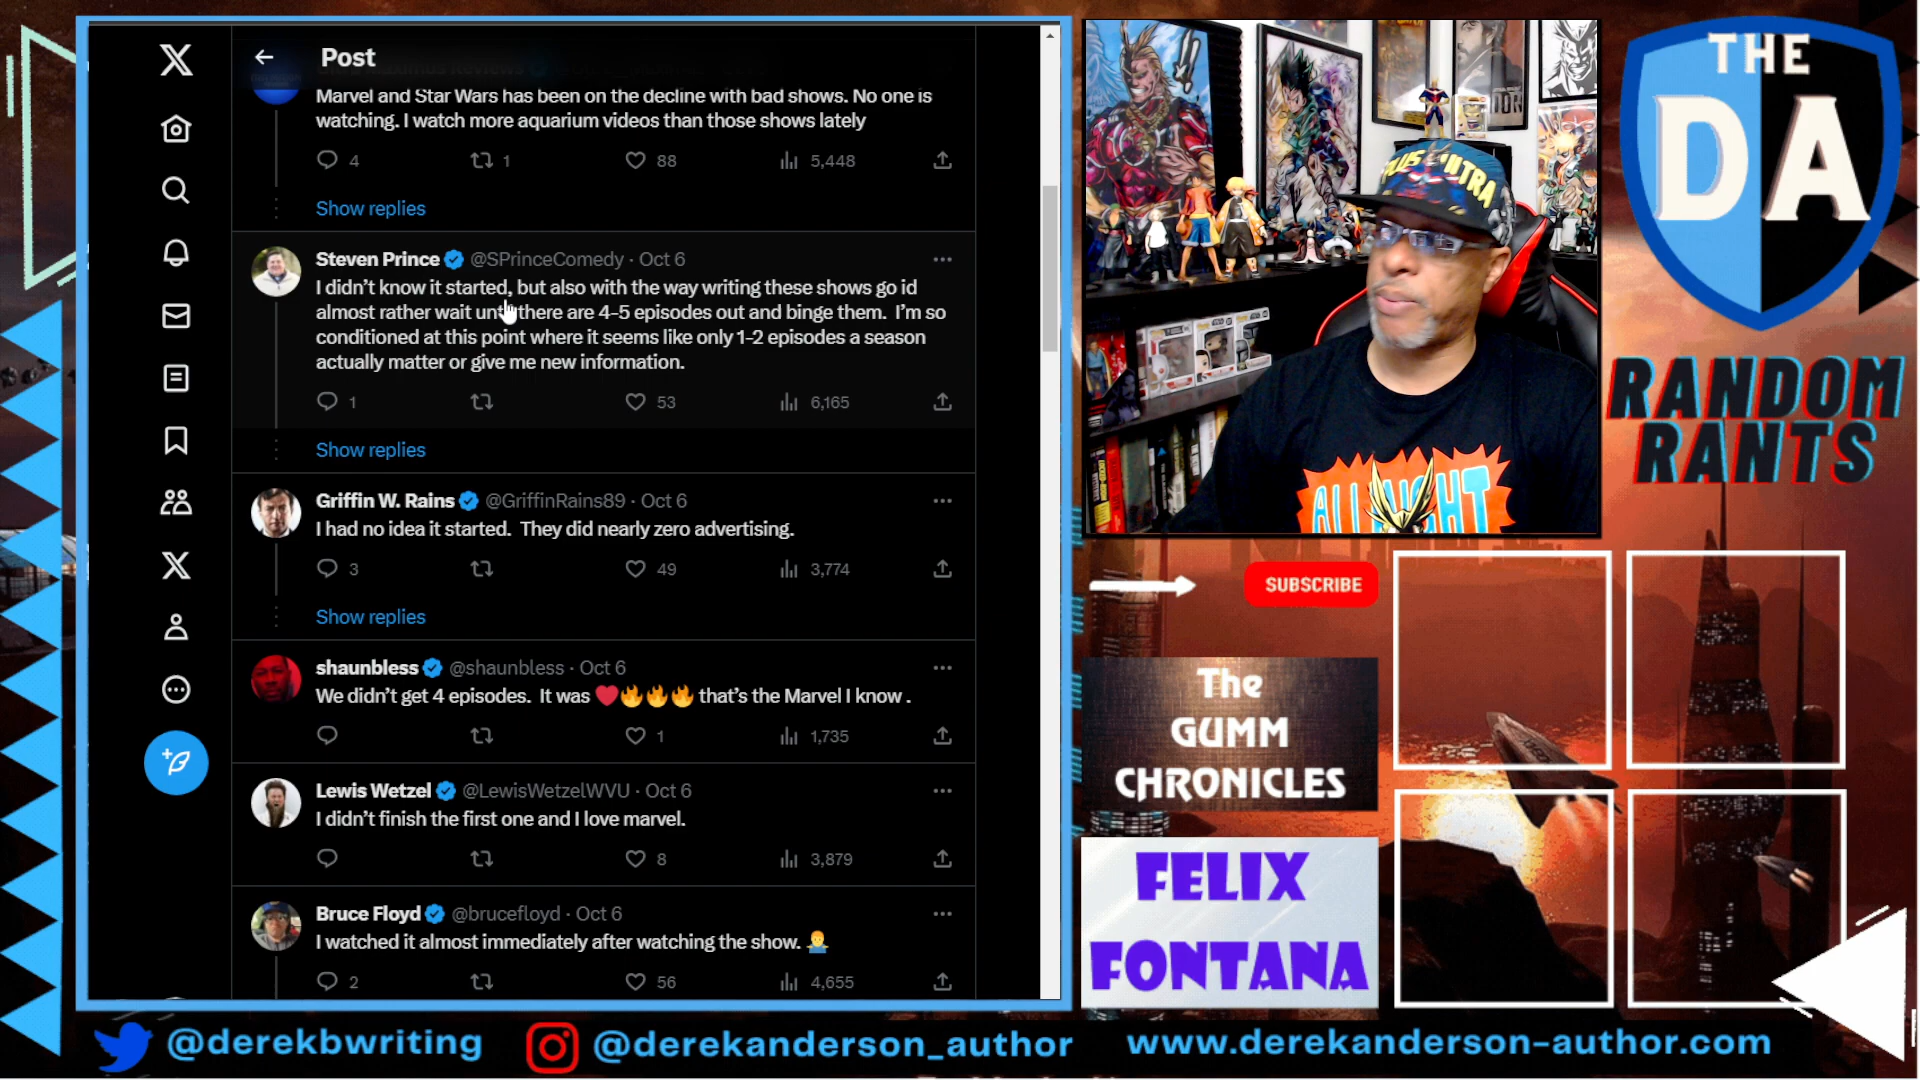 Post
Marvel and Star Wars has been on the decline with bad shows. No one is
watching. I watch more aquarium videos than those shows lately
4 1 88 5,448
Show replies
Steven Prince @SPrinceComedy · Oct 6
I didn't know it started, but also with the way writing these shows go id
almost rather wait until there are 4-5 episodes out and binge them. I'm so
conditioned at this point where it seems like only 1-2 episodes a season
actually matter or give me new information.
1 53 6,165
Show replies
Griffin W. Rains @GriffinRains89 · Oct 6
I had no idea it started. They did nearly zero advertising.
3 49 3,774
Show replies
shaunbless @shaunbless · Oct 6
We didn't get 4 episodes. It was ❤️🔥🔥🔥 that's the Marvel I know .
1 1,735
Lewis Wetzel @LewisWetzelWVU · Oct 6
I didn't finish the first one and I love marvel.
8 3,879
Bruce Floyd @brucefloyd · Oct 6
I watched it almost immediately after watching the show. 🤷‍♂️
2 56 4,655
PLUS ULTRA
ALL MIGHT
THE
DA
RANDOM
RANTS
SUBSCRIBE
The
GUMM
CHRONICLES
FELIX
FONTANA
@derekbwriting
@derekanderson_author
www.derekanderson-author.com